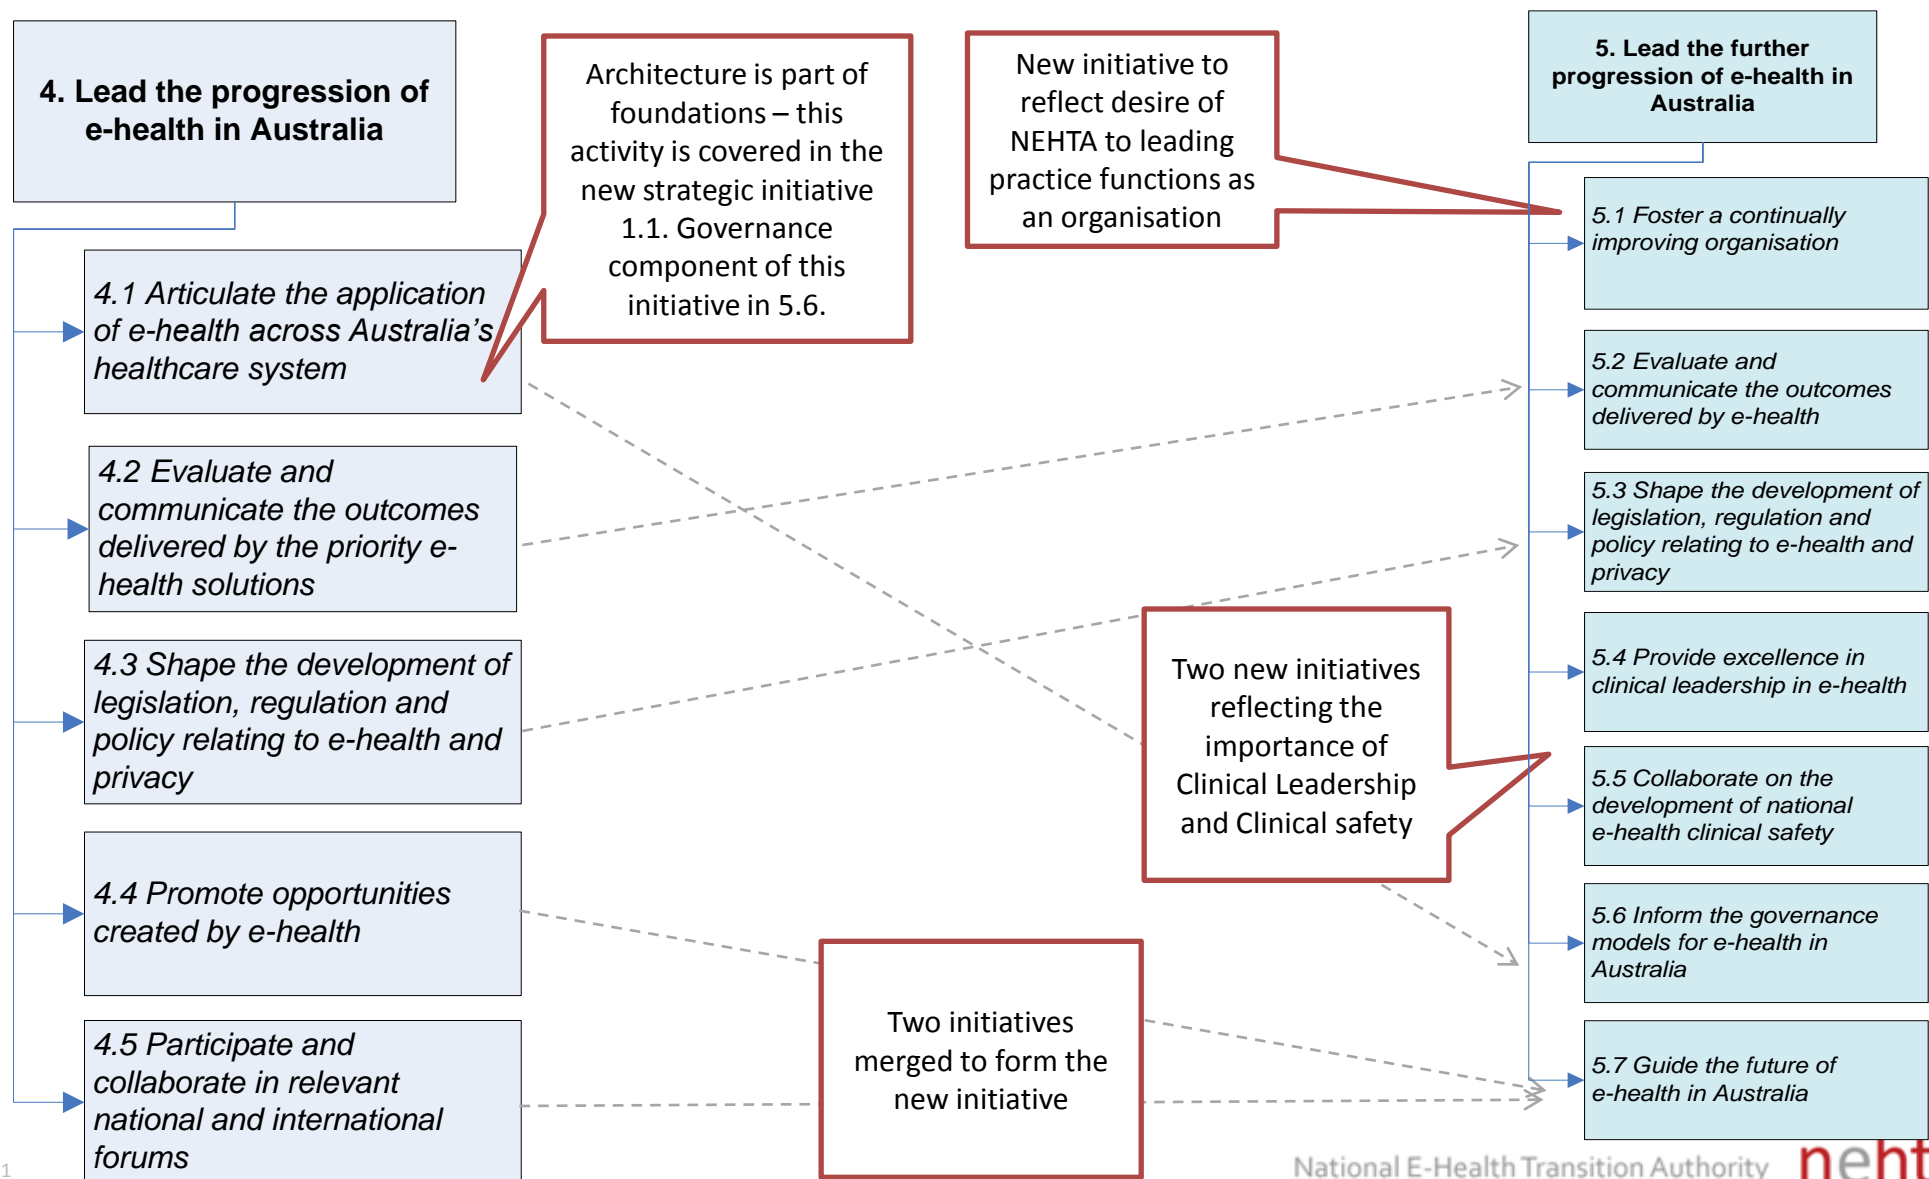 4. Lead the progression of
e-health in Australia
4.1 Articulate the application
of e-health across Australia's
healthcare system
4.2 Evaluate and
communicate the outcomes
delivered by the priority e-
health solutions
4.3 Shape the development of
legislation, regulation and
policy relating to e-health and
privacy
4.4 Promote opportunities
created by e-health
4.5 Participate and
collaborate in relevant
national and international
forums
Architecture is part of
foundations – this
activity is covered in the
new strategic initiative
1.1. Governance
component of this
initiative in 5.6.
New initiative to
reflect desire of
NEHTA to leading
practice functions as
an organisation
Two new initiatives
reflecting the
importance of
Clinical Leadership
and Clinical safety
Two initiatives
merged to form the
new initiative
5. Lead the further
progression of e-health in
Australia
5.1 Foster a continually
improving organisation
5.2 Evaluate and
communicate the outcomes
delivered by e-health
5.3 Shape the development of
legislation, regulation and
policy relating to e-health and
privacy
5.4 Provide excellence in
clinical leadership in e-health
5.5 Collaborate on the
development of national
e-health clinical safety
5.6 Inform the governance
models for e-health in
Australia
5.7 Guide the future of
e-health in Australia
1
National E-Health Transition Authority
neht